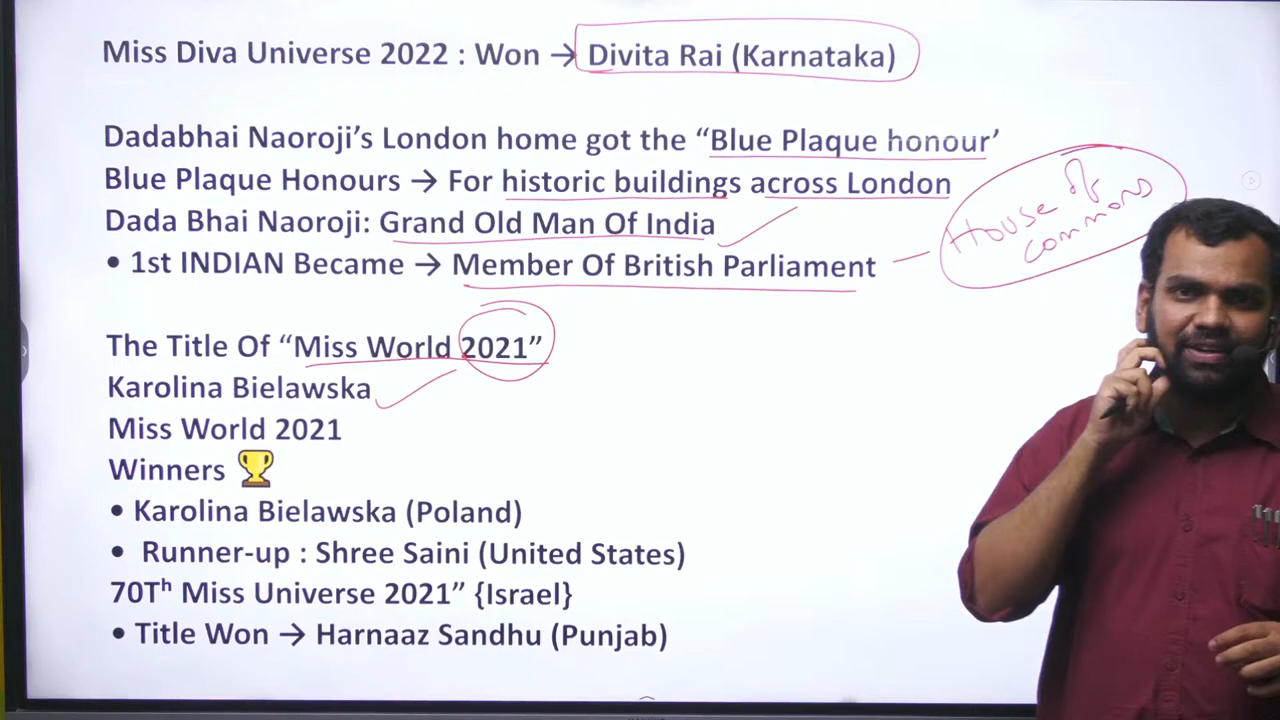 Miss Diva Universe 2022 : Won → Divita Rai (Karnataka)
Dadabhai Naoroji’s London home got the “Blue Plaque honour’
Blue Plaque Honours → For historic buildings across London
Dada Bhai Naoroji: Grand Old Man Of India
• 1st INDIAN Became → Member Of British Parliament
House of
commons
The Title Of “Miss World 2021”
Karolina Bielawska
Miss World 2021
Winners 🏆
• Karolina Bielawska (Poland)
• Runner-up : Shree Saini (United States)
70Tʰ Miss Universe 2021” {Israel}
• Title Won → Harnaaz Sandhu (Punjab)